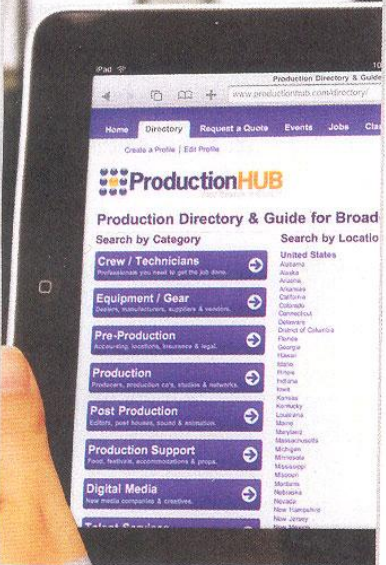 iPad
10
Production Directory & Guide
www.productionhub.com/directory/
Home Directory Request a Quote Events Jobs Clas
Create a Profile | Edit Profile
ProductionHUB
Production Directory & Guide for Broad
Search by Category
Crew / Technicians
Professionals you need to get the job done.
Equipment / Gear
Dealers, manufacturers, suppliers & vendors.
Pre-Production
Accounting, locations, insurance & legal.
Production
Producers, production co's, studios & networks.
Post Production
Editors, post houses, sound & animation.
Production Support
Food, festivals, accommodations & props.
Digital Media
New media companies & creatives.
Talent Services
Search by Locatio
United States
Alabama
Alaska
Arizona
Arkansas
California
Colorado
Connecticut
Delaware
District of Columbia
Florida
Georgia
Hawaii
Idaho
Illinois
Indiana
Iowa
Kansas
Kentucky
Louisiana
Maine
Maryland
Massachusetts
Michigan
Minnesota
Mississippi
Missouri
Montana
Nebraska
Nevada
New Hampshire
New Jersey
New Mexico